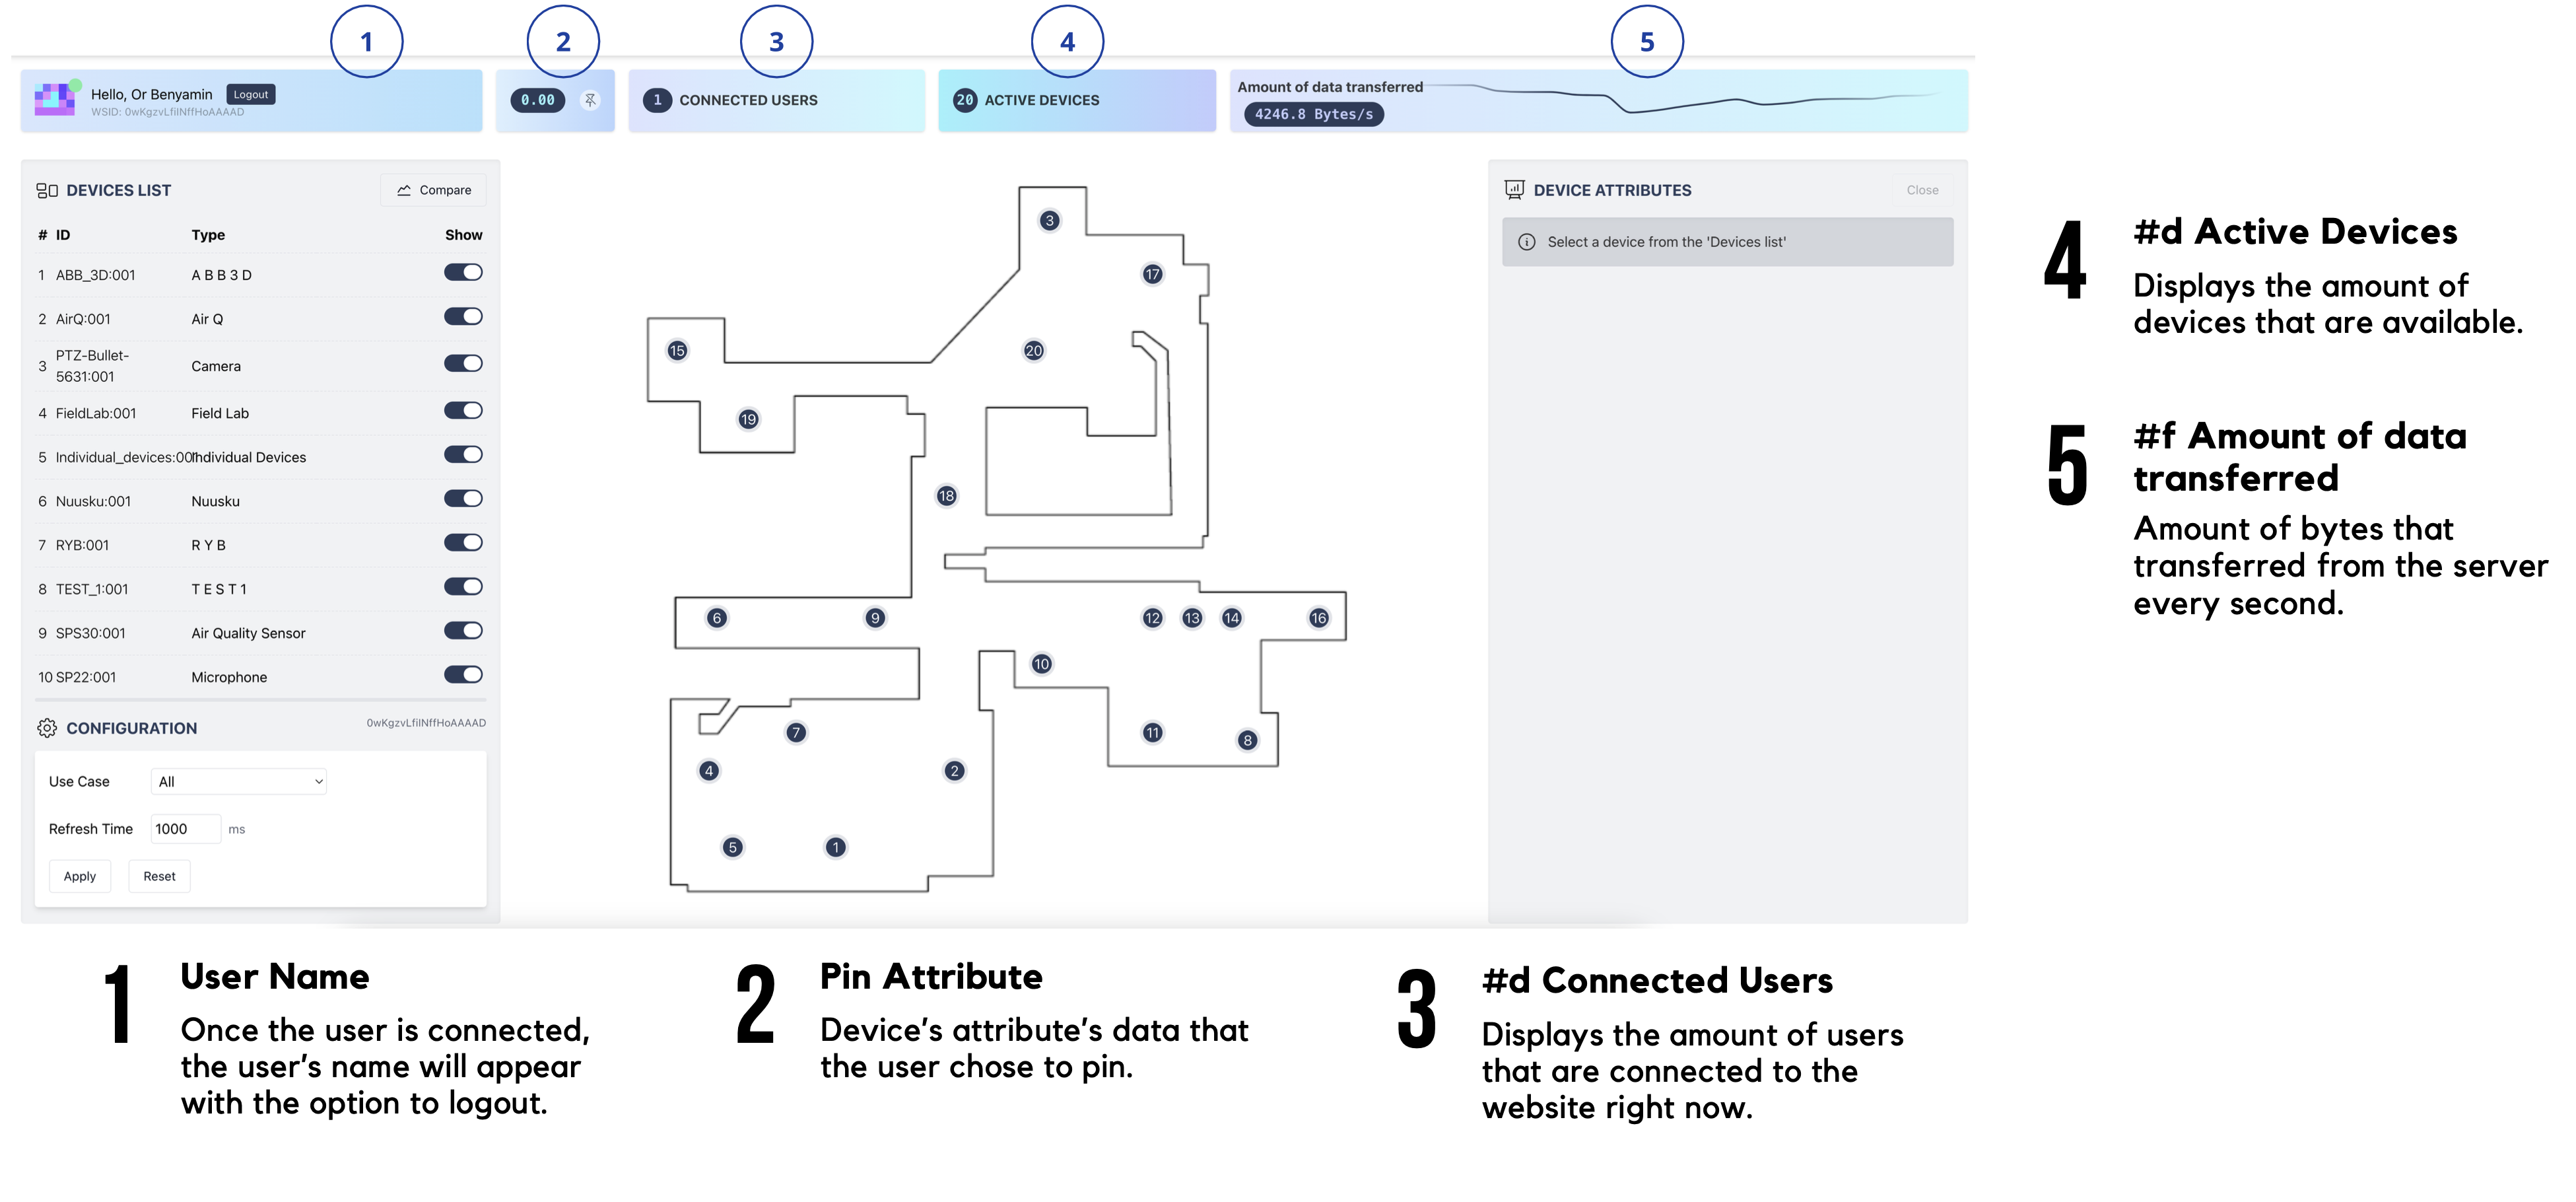 1
2
3
4
5
Hello, Or Benyamin
Logout
WSID: 0wKgzvLfiINffHoAAAAD
0.00
1 CONNECTED USERS
20 ACTIVE DEVICES
Amount of data transferred
4246.8 Bytes/s
DEVICES LIST
Compare
# ID Type Show
1 ABB_3D:001 A B B 3 D
2 AirQ:001 Air Q
PTZ-Bullet-
3 5631:001 Camera
4 FieldLab:001 Field Lab
5 Individual_devices:001 Individual Devices
6 Nuusku:001 Nuusku
7 RYB:001 R Y B
8 TEST_1:001 T E S T 1
9 SPS30:001 Air Quality Sensor
10 SP22:001 Microphone
CONFIGURATION
0wKgzvLfiINffHoAAAAD
Use Case All
Refresh Time 1000 ms
Apply Reset
3
17
15
20
19
18
6
9
12
13
14
16
10
7
11
8
4
2
5
1
DEVICE ATTRIBUTES
Close
Select a device from the 'Devices list'
4
#d Active Devices
Displays the amount of
devices that are available.
5
#f Amount of data
transferred
Amount of bytes that
transferred from the server
every second.
1
User Name
Once the user is connected,
the user's name will appear
with the option to logout.
2
Pin Attribute
Device's attribute's data that
the user chose to pin.
3
#d Connected Users
Displays the amount of users
that are connected to the
website right now.